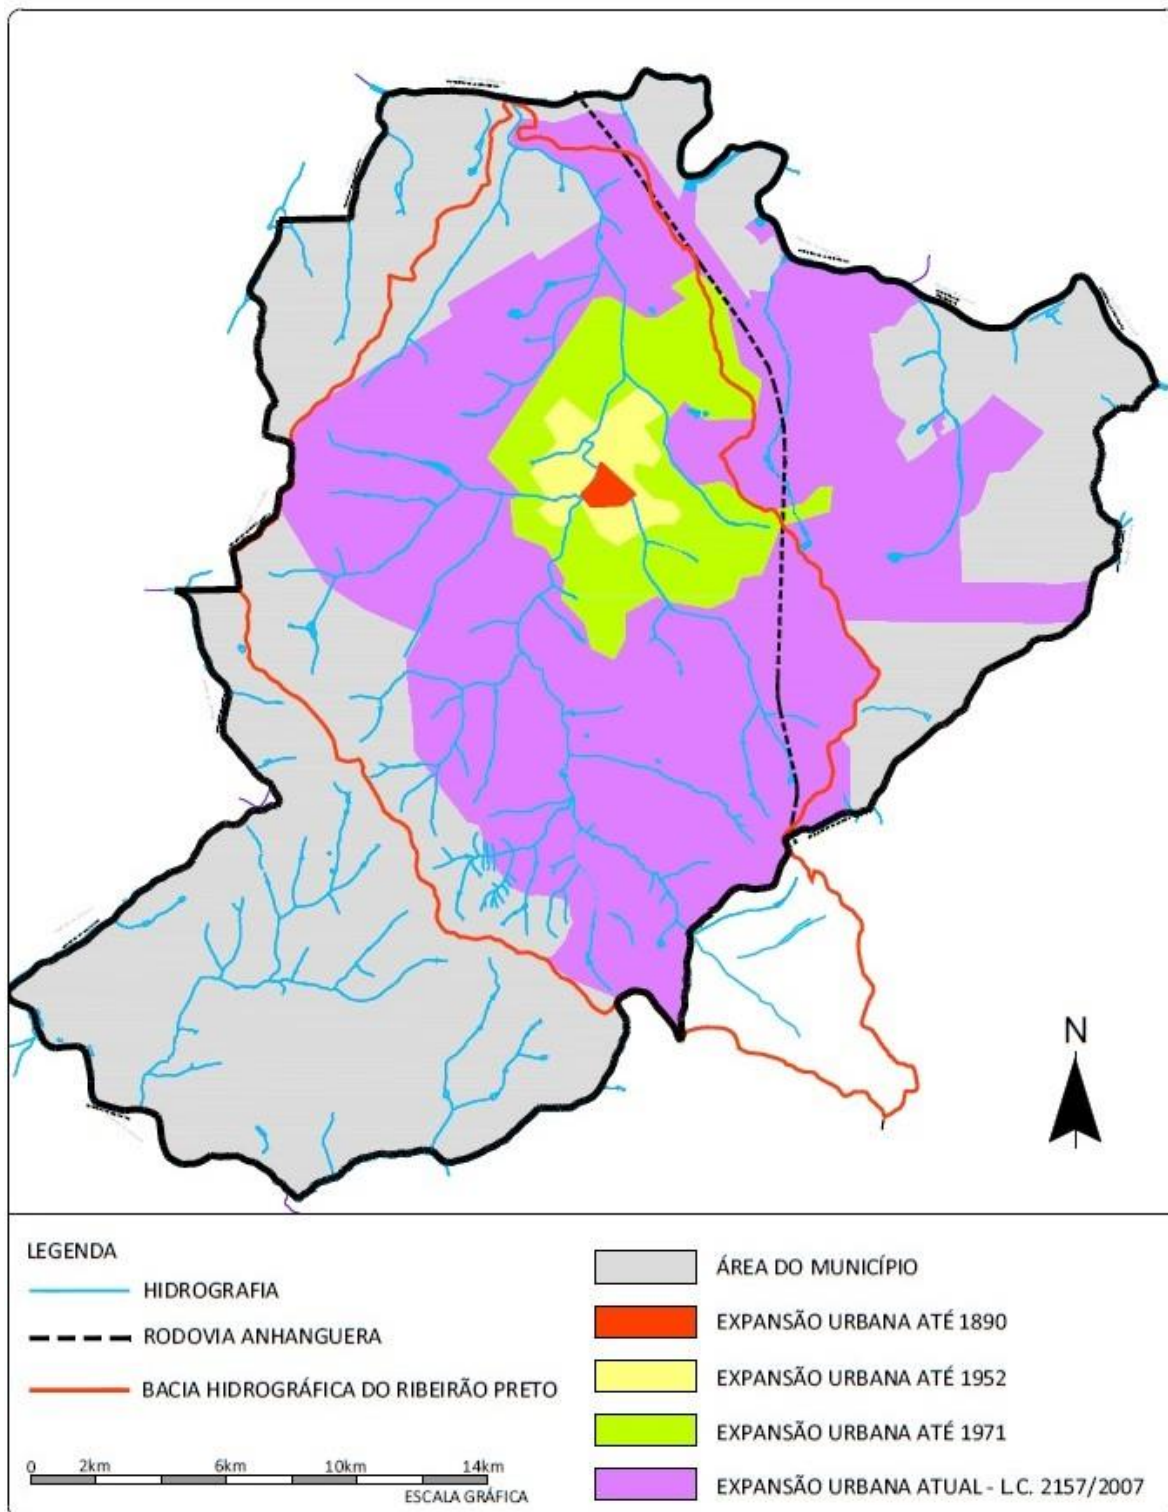 N
LEGENDA
HIDROGRAFIA
RODOVIA ANHANGUERA
BACIA HIDROGRÁFICA DO RIBEIRÃO PRETO
0 2km 6km 10km 14km
ESCALA GRÁFICA
ÁREA DO MUNICÍPIO
EXPANSÃO URBANA ATÉ 1890
EXPANSÃO URBANA ATÉ 1952
EXPANSÃO URBANA ATÉ 1971
EXPANSÃO URBANA ATUAL - L.C. 2157/2007